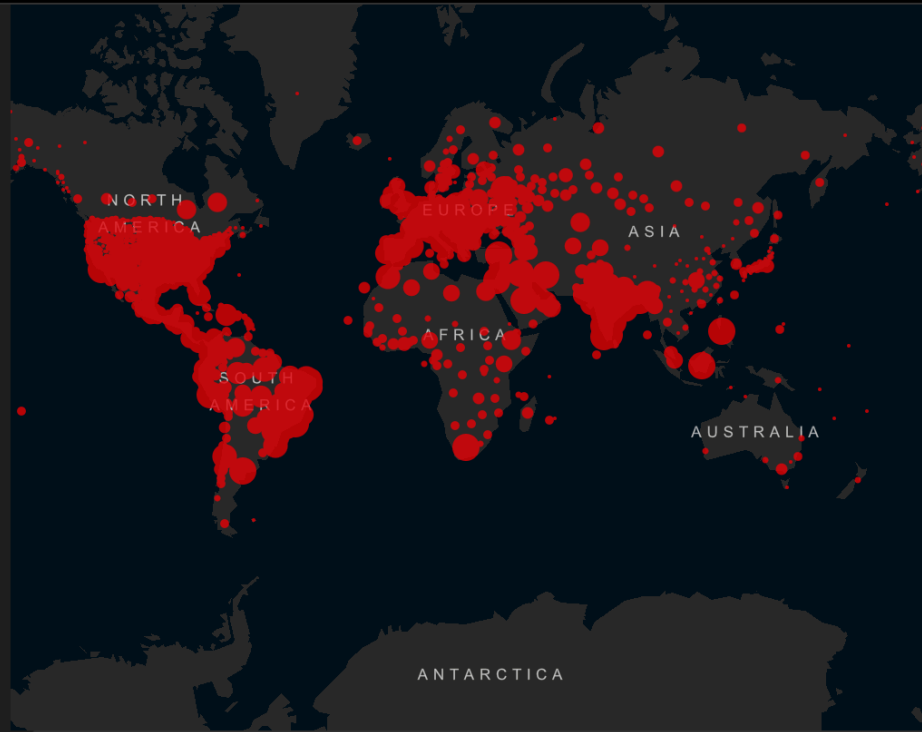 NORTH
AMERICA
EUROPE
ASIA
AFRICA
SOUTH
AMERICA
AUSTRALIA
ANTARCTICA